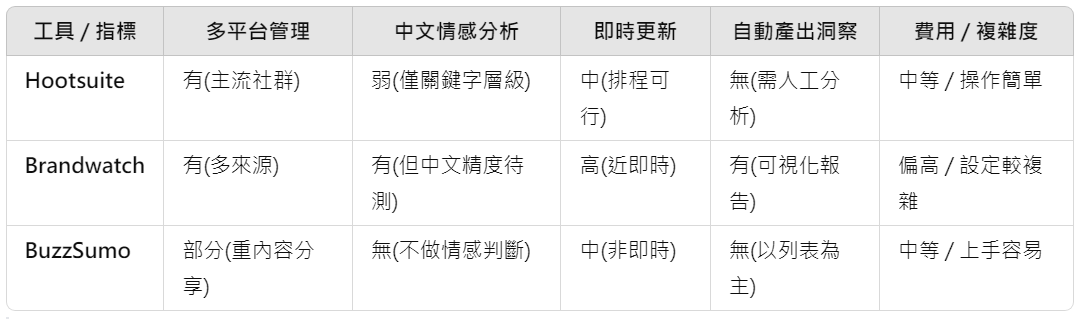 工具 / 指標 多平台管理 中文情感分析 即時更新 自動產出洞察 費用 / 複雜度
Hootsuite 有(主流社群) 弱(僅關鍵字層級) 中(排程可 無(需人工分 中等 / 操作簡單
行) 析)
Brandwatch 有(多來源) 有(但中文精度待 高(近即時) 有(可視化報 偏高 / 設定較複
測) 告) 雜
BuzzSumo 部分(重內容分 無(不做情感判斷) 中(非即時) 無(以列表為 中等 / 上手容易
享) 主)